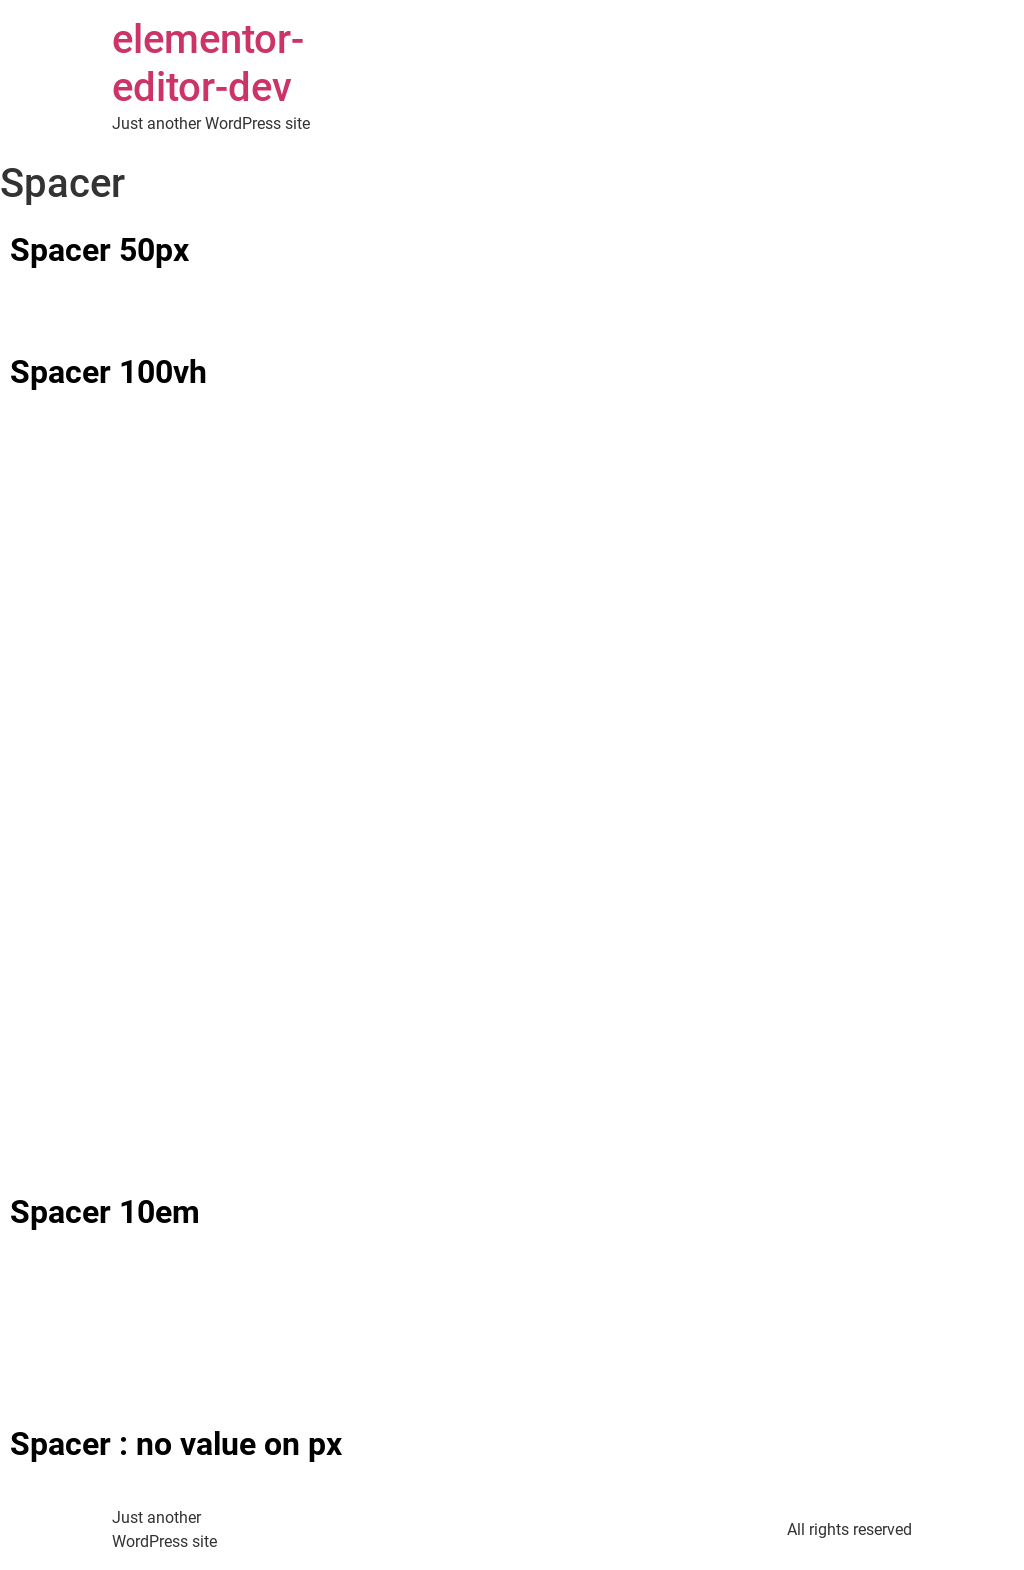 elementor-
editor-dev
Just another WordPress site
Spacer
Spacer 50px
Spacer 100vh
Spacer 10em
Spacer : no value on px
Just another
WordPress site
All rights reserved